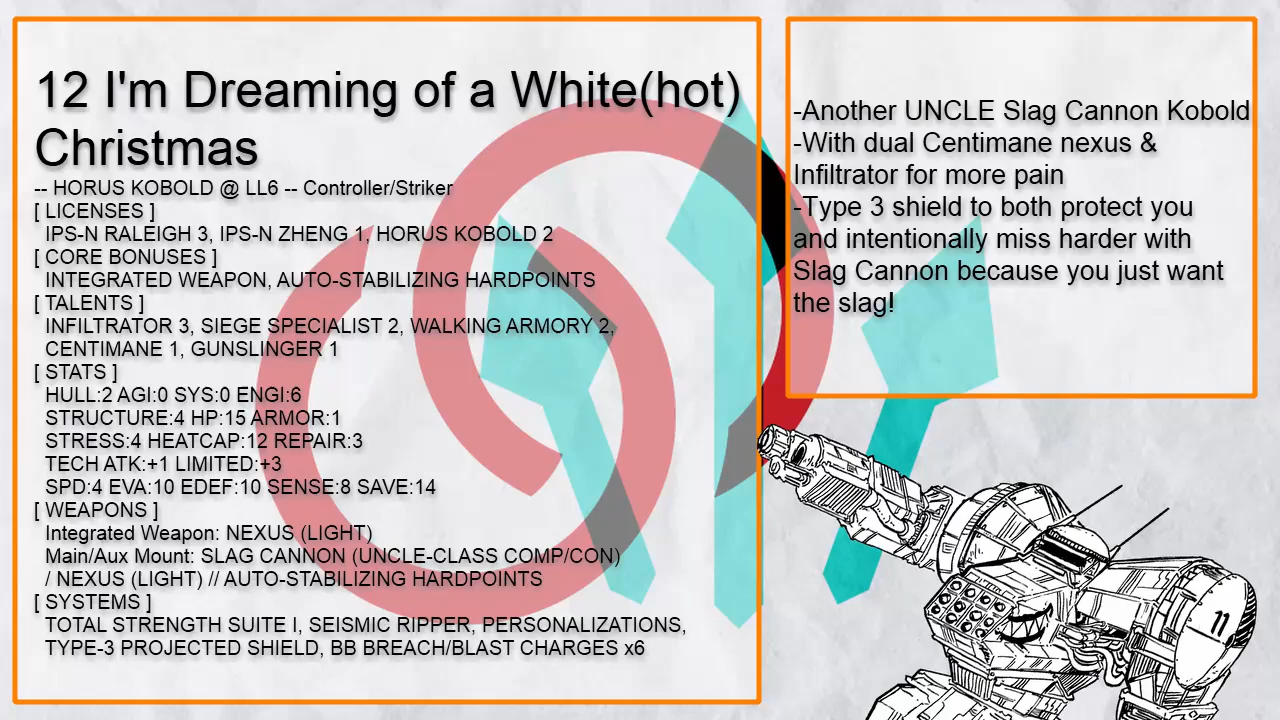 12 I'm Dreaming of a White(hot)
Christmas
-- HORUS KOBOLD @ LL6 -- Controller/Striker
[ LICENSES ]
IPS-N RALEIGH 3, IPS-N ZHENG 1, HORUS KOBOLD 2
[ CORE BONUSES ]
INTEGRATED WEAPON, AUTO-STABILIZING HARDPOINTS
[ TALENTS ]
INFILTRATOR 3, SIEGE SPECIALIST 2, WALKING ARMORY 2,
CENTIMANE 1, GUNSLINGER 1
[ STATS ]
HULL:2 AGI:0 SYS:0 ENGI:6
STRUCTURE:4 HP:15 ARMOR:1
STRESS:4 HEATCAP:12 REPAIR:3
TECH ATK:+1 LIMITED:+3
SPD:4 EVA:10 EDEF:10 SENSE:8 SAVE:14
[ WEAPONS ]
Integrated Weapon: NEXUS (LIGHT)
Main/Aux Mount: SLAG CANNON (UNCLE-CLASS COMP/CON)
/ NEXUS (LIGHT) // AUTO-STABILIZING HARDPOINTS
[ SYSTEMS ]
TOTAL STRENGTH SUITE I, SEISMIC RIPPER, PERSONALIZATIONS,
TYPE-3 PROJECTED SHIELD, BB BREACH/BLAST CHARGES x6
-Another UNCLE Slag Cannon Kobold
-With dual Centimane nexus &
Infiltrator for more pain
-Type 3 shield to both protect you
and intentionally miss harder with
Slag Cannon because you just want
the slag!
11